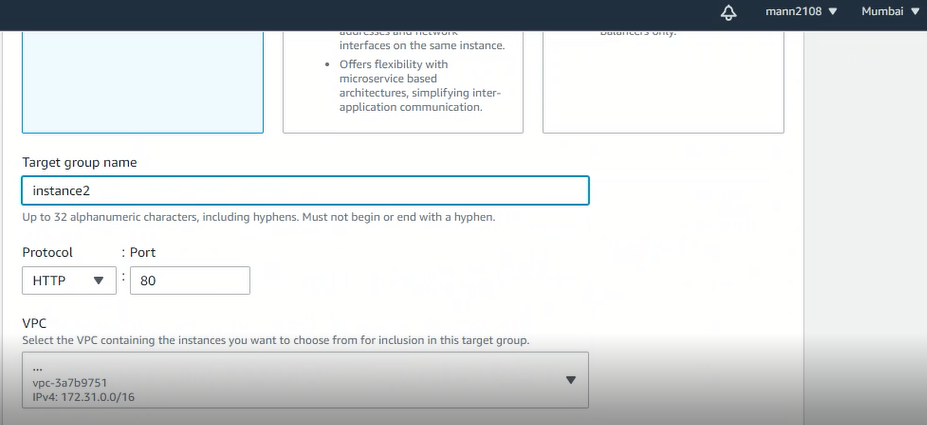 mann2108 Mumbai
addresses and network
interfaces on the same instance.
• Offers flexibility with
microservice based
architectures, simplifying inter-
application communication.
Balancers only.
Target group name
instance2
Up to 32 alphanumeric characters, including hyphens. Must not begin or end with a hyphen.
Protocol : Port
HTTP : 80
VPC
Select the VPC containing the instances you want to choose from for inclusion in this target group.
...
vpc-3a7b9751
IPv4: 172.31.0.0/16